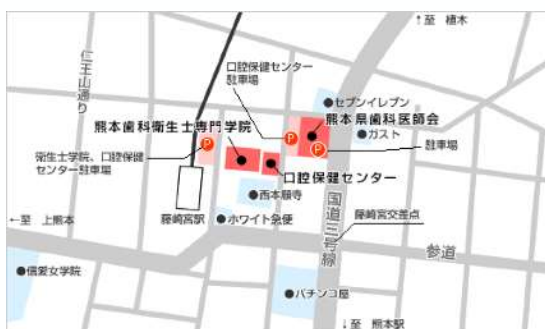 ↑至 植木
仁王山通り
口腔保健センター
駐車場
●セブンイレブン
熊本歯科衛生士専門学院
P
熊本県歯科医師会
●ガスト
P
P
駐車場
衛生士学院、口腔保健
センター駐車場
口腔保健センター
●西本願寺
藤崎宮駅
●ホワイト急便
国道三号線
藤崎宮交差点
←至 上熊本
参道
●信愛女学院
●パチンコ屋
↓至 熊本駅